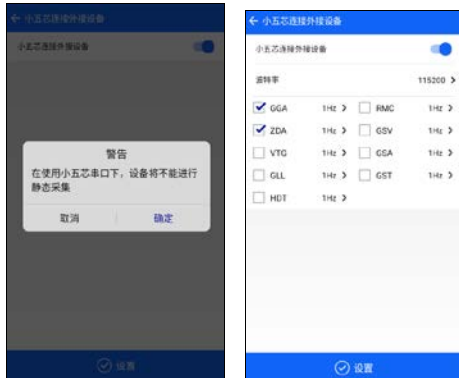 ← 小五芯连接外接设备
小五芯连接外接设备
警告
在使用小五芯串口下，设备将不能进行
静态采集
取消 确定
设置
← 小五芯连接外接设备
小五芯连接外接设备
波特率 115200 >
GGA 1Hz > RMC 1Hz >
ZDA 1Hz > GSV 1Hz >
VTG 1Hz > GSA 1Hz >
GLL 1Hz > GST 1Hz >
HDT 1Hz >
设置